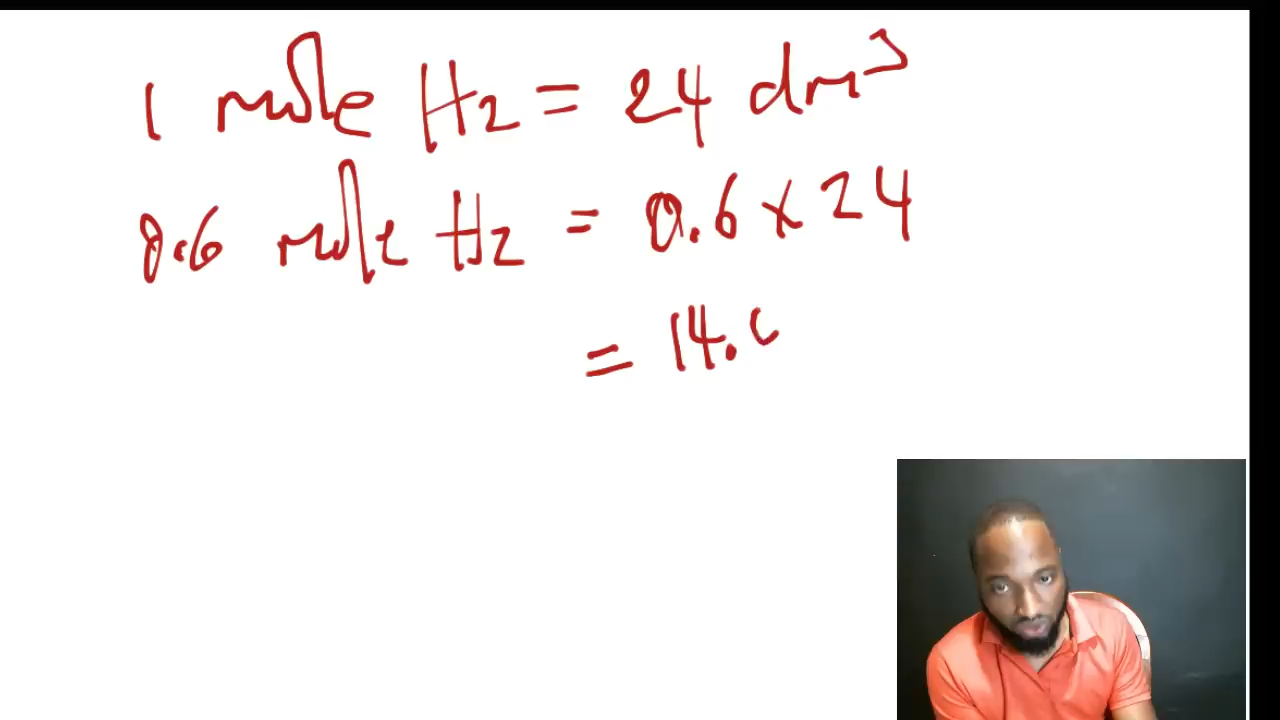 1 mole H2 = 24 dm³
0.6 mole H2 = 0.6 x 24
= 14.